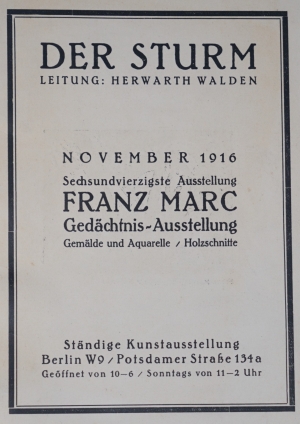 DER STURM
LEITUNG: HERWARTH WALDEN
NOVEMBER 1916
Sechsundvierzigste Ausstellung
FRANZ MARC
Gedächtnis-Ausstellung
Gemälde und Aquarelle / Holzschnitte
Ständige Kunstausstellung
Berlin W9 / Potsdamer Straße 134a
Geöffnet von 10-6 / Sonntags von 11-2 Uhr